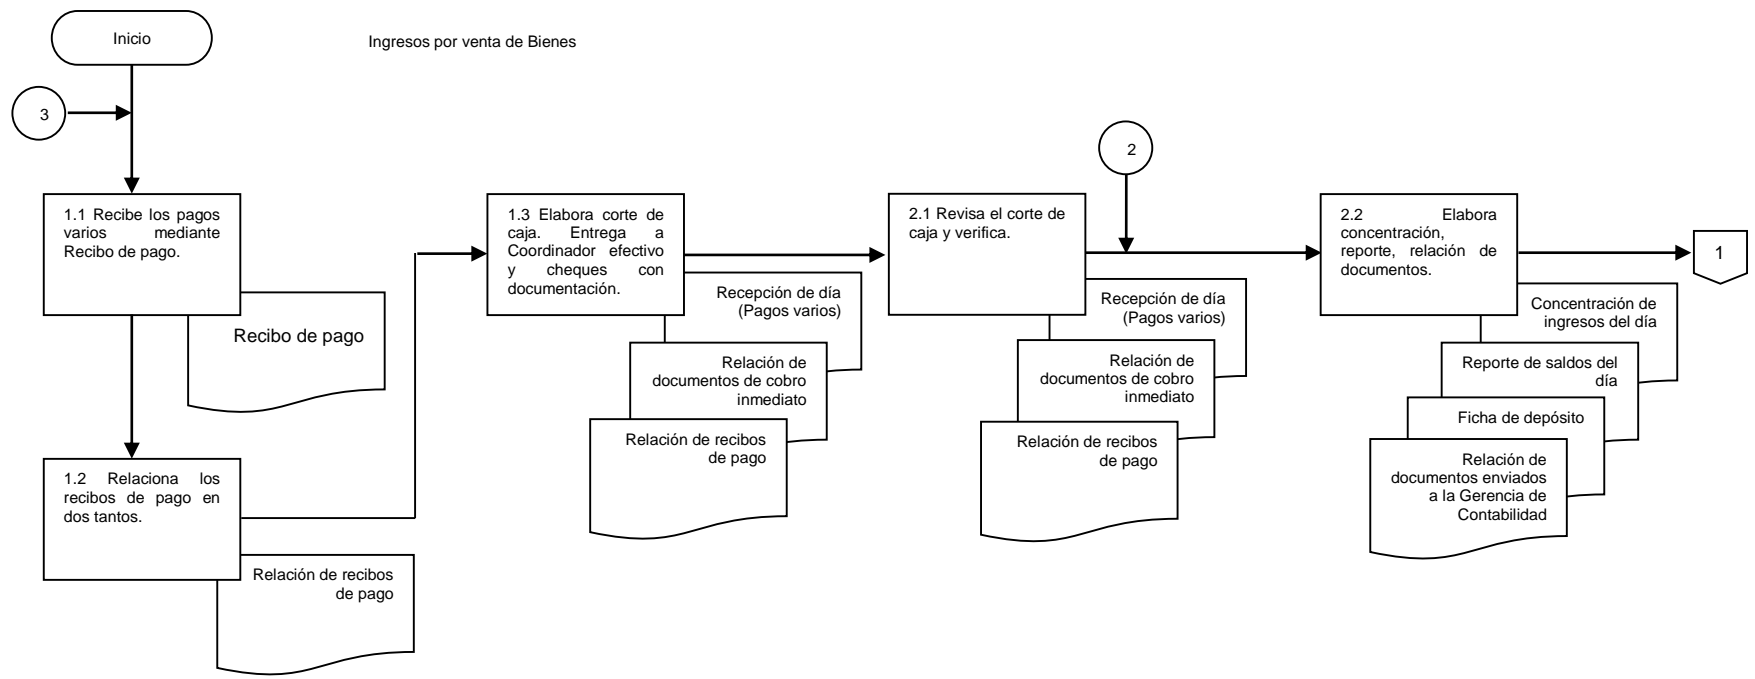 Inicio
Ingresos por venta de Bienes
3
2
1.1 Recibe los pagos
varios mediante
Recibo de pago.
Recibo de pago
1.2 Relaciona los
recibos de pago en
dos tantos.
Relación de recibos
de pago
1.3 Elabora corte de
caja. Entrega a
Coordinador efectivo
y cheques con
documentación.
Recepción de día
(Pagos varios)
Relación de
documentos de cobro
inmediato
Relación de recibos
de pago
2.1 Revisa el corte de
caja y verifica.
Recepción de día
(Pagos varios)
Relación de
documentos de cobro
inmediato
Relación de recibos
de pago
2.2 Elabora
concentración,
reporte, relación de
documentos.
Concentración de
ingresos del día
Reporte de saldos del
día
Ficha de depósito
Relación de
documentos enviados
a la Gerencia de
Contabilidad
1